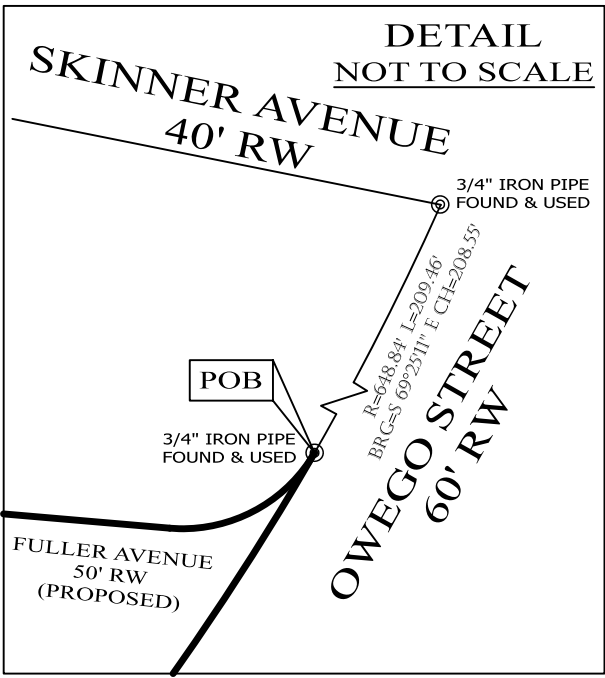 DETAIL
NOT TO SCALE
SKINNER AVENUE
40' RW
3/4" IRON PIPE
FOUND & USED
R=648.84' L=209.46'
BRG=S 69°25'11" E CH=208.55'
OWEGO STREET
60' RW
POB
3/4" IRON PIPE
FOUND & USED
FULLER AVENUE
50' RW
(PROPOSED)